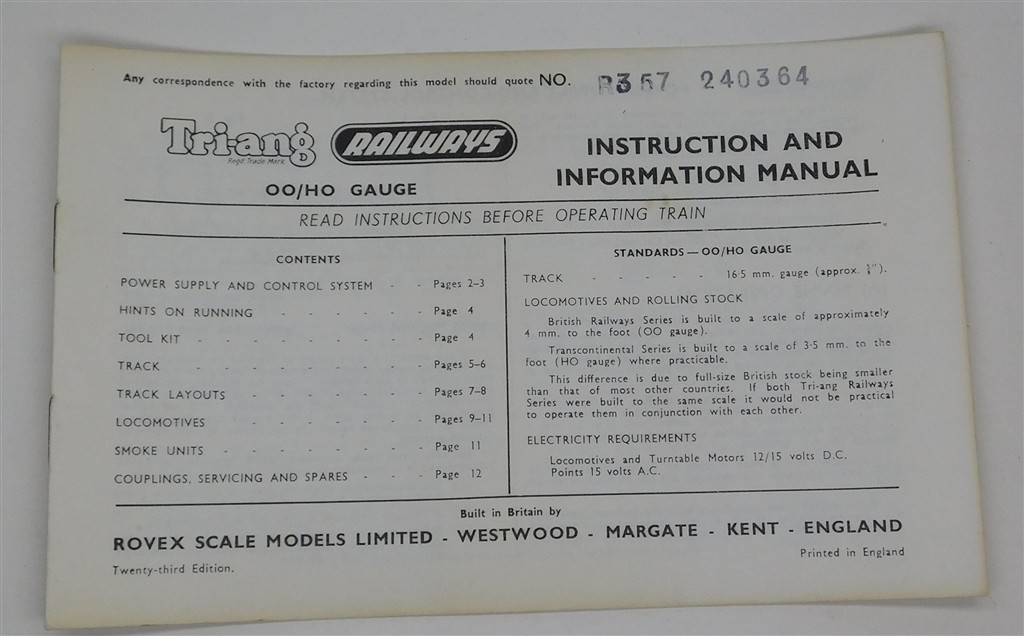 Any correspondence with the factory regarding this model should quote NO. R357 240364
Tri-ang RAILWAYS
Regd. Trade Mark
OO/HO GAUGE
INSTRUCTION AND
INFORMATION MANUAL
READ INSTRUCTIONS BEFORE OPERATING TRAIN
CONTENTS
POWER SUPPLY AND CONTROL SYSTEM - - Pages 2-3
HINTS ON RUNNING - - - - - - Page 4
TOOL KIT - - - - - - - - - Page 4
TRACK - - - - - - - - - Pages 5-6
TRACK LAYOUTS - - - - - - - Pages 7-8
LOCOMOTIVES - - - - - - - Pages 9-11
SMOKE UNITS - - - - - - - - Page 11
COUPLINGS, SERVICING AND SPARES - - - Page 12
STANDARDS — OO/HO GAUGE
TRACK - - - - - 16·5 mm. gauge (approx. ⅝").
LOCOMOTIVES AND ROLLING STOCK
British Railways Series is built to a scale of approximately
4 mm. to the foot (OO gauge).
Transcontinental Series is built to a scale of 3·5 mm. to the
foot (HO gauge) where practicable.
This difference is due to full-size British stock being smaller
than that of most other countries. If both Tri-ang Railways
Series were built to the same scale it would not be practical
to operate them in conjunction with each other.
ELECTRICITY REQUIREMENTS
Locomotives and Turntable Motors 12/15 volts D.C.
Points 15 volts A.C.
Built in Britain by
ROVEX SCALE MODELS LIMITED - WESTWOOD - MARGATE - KENT - ENGLAND
Twenty-third Edition.
Printed in England